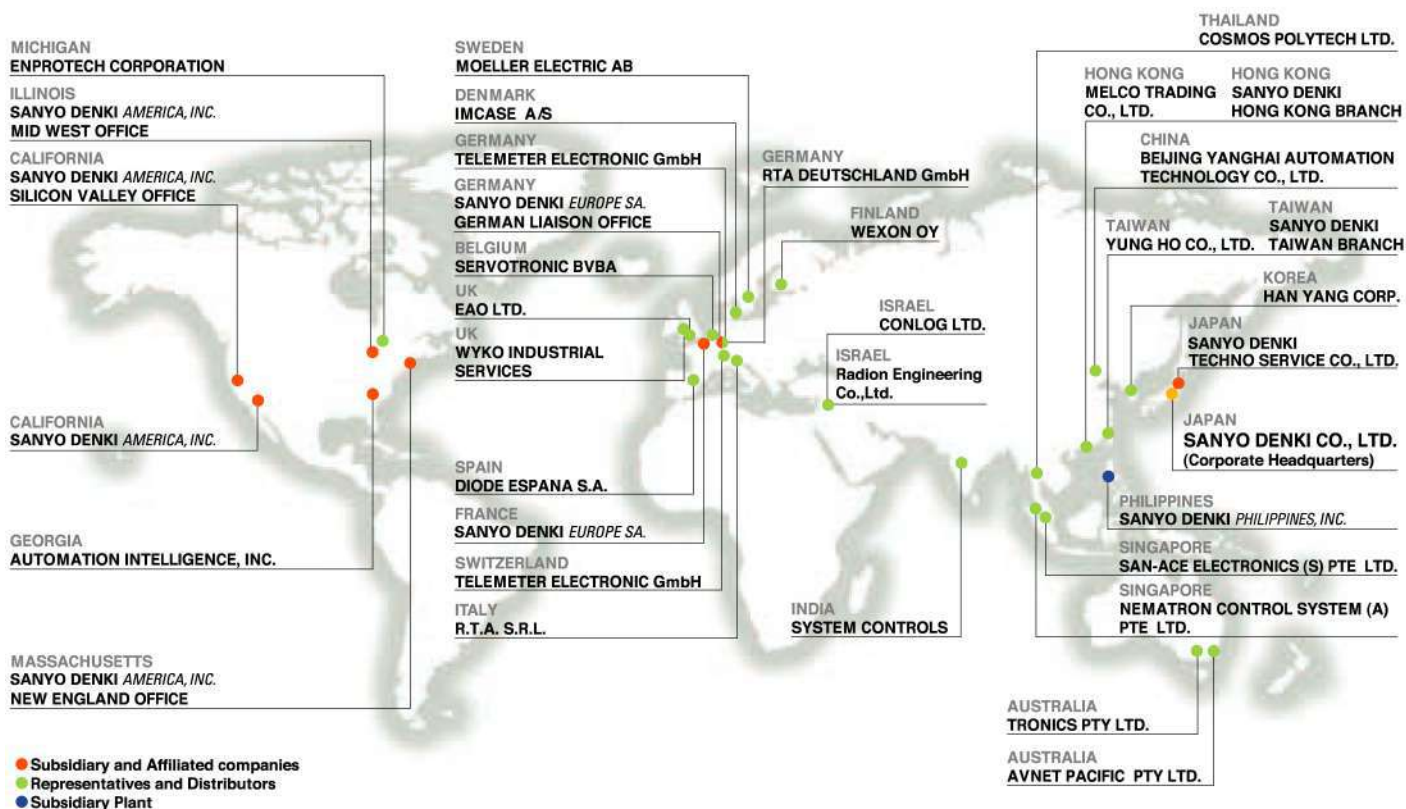 MICHIGAN
ENPROTECH CORPORATION
ILLINOIS
SANYO DENKI AMERICA, INC.
MID WEST OFFICE
CALIFORNIA
SANYO DENKI AMERICA, INC.
SILICON VALLEY OFFICE
CALIFORNIA
SANYO DENKI AMERICA, INC.
GEORGIA
AUTOMATION INTELLIGENCE, INC.
MASSACHUSETTS
SANYO DENKI AMERICA, INC.
NEW ENGLAND OFFICE
SWEDEN
MOELLER ELECTRIC AB
DENMARK
IMCASE A/S
GERMANY
TELEMETER ELECTRONIC GmbH
GERMANY
SANYO DENKI EUROPE SA.
GERMAN LIAISON OFFICE
BELGIUM
SERVOTRONIC BVBA
UK
EAO LTD.
UK
WYKO INDUSTRIAL
SERVICES
SPAIN
DIODE ESPANA S.A.
FRANCE
SANYO DENKI EUROPE SA.
SWITZERLAND
TELEMETER ELECTRONIC GmbH
ITALY
R.T.A. S.R.L.
GERMANY
RTA DEUTSCHLAND GmbH
FINLAND
WEXON OY
ISRAEL
CONLOG LTD.
ISRAEL
Radion Engineering
Co.,Ltd.
INDIA
SYSTEM CONTROLS
THAILAND
COSMOS POLYTECH LTD.
HONG KONG
MELCO TRADING
CO., LTD.
HONG KONG
SANYO DENKI
HONG KONG BRANCH
CHINA
BEIJING YANGHAI AUTOMATION
TECHNOLOGY CO., LTD.
TAIWAN
YUNG HO CO., LTD.
TAIWAN
SANYO DENKI
TAIWAN BRANCH
KOREA
HAN YANG CORP.
JAPAN
SANYO DENKI
TECHNO SERVICE CO., LTD.
JAPAN
SANYO DENKI CO., LTD.
(Corporate Headquarters)
PHILIPPINES
SANYO DENKI PHILIPPINES, INC.
SINGAPORE
SAN-ACE ELECTRONICS (S) PTE LTD.
SINGAPORE
NEMATRON CONTROL SYSTEM (A)
PTE LTD.
AUSTRALIA
TRONICS PTY LTD.
AUSTRALIA
AVNET PACIFIC PTY LTD.
Subsidiary and Affiliated companies
Representatives and Distributors
Subsidiary Plant